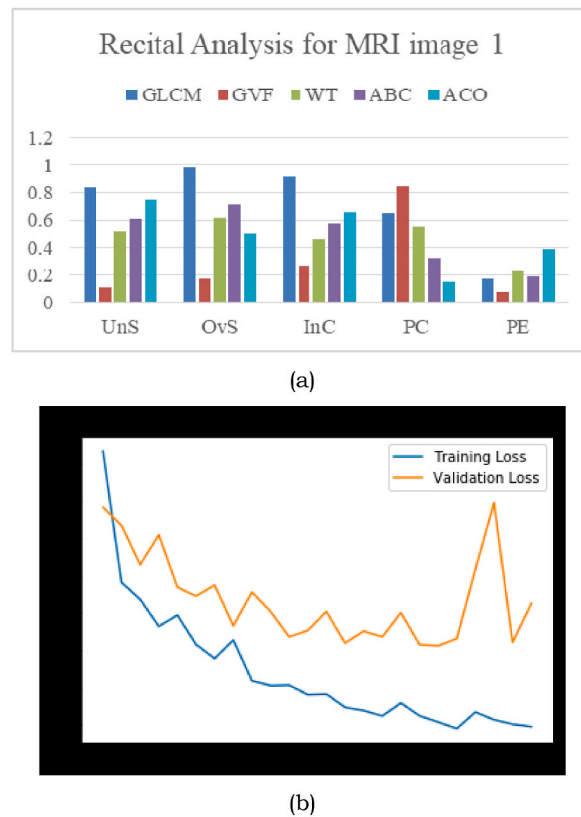 Recital Analysis for MRI image 1
GLCM GVF WT ABC ACO
1.2
1
0.8
0.6
0.4
0.2
0
UnS OvS InC PC PE
(a)
Training Loss
Validation Loss
(b)